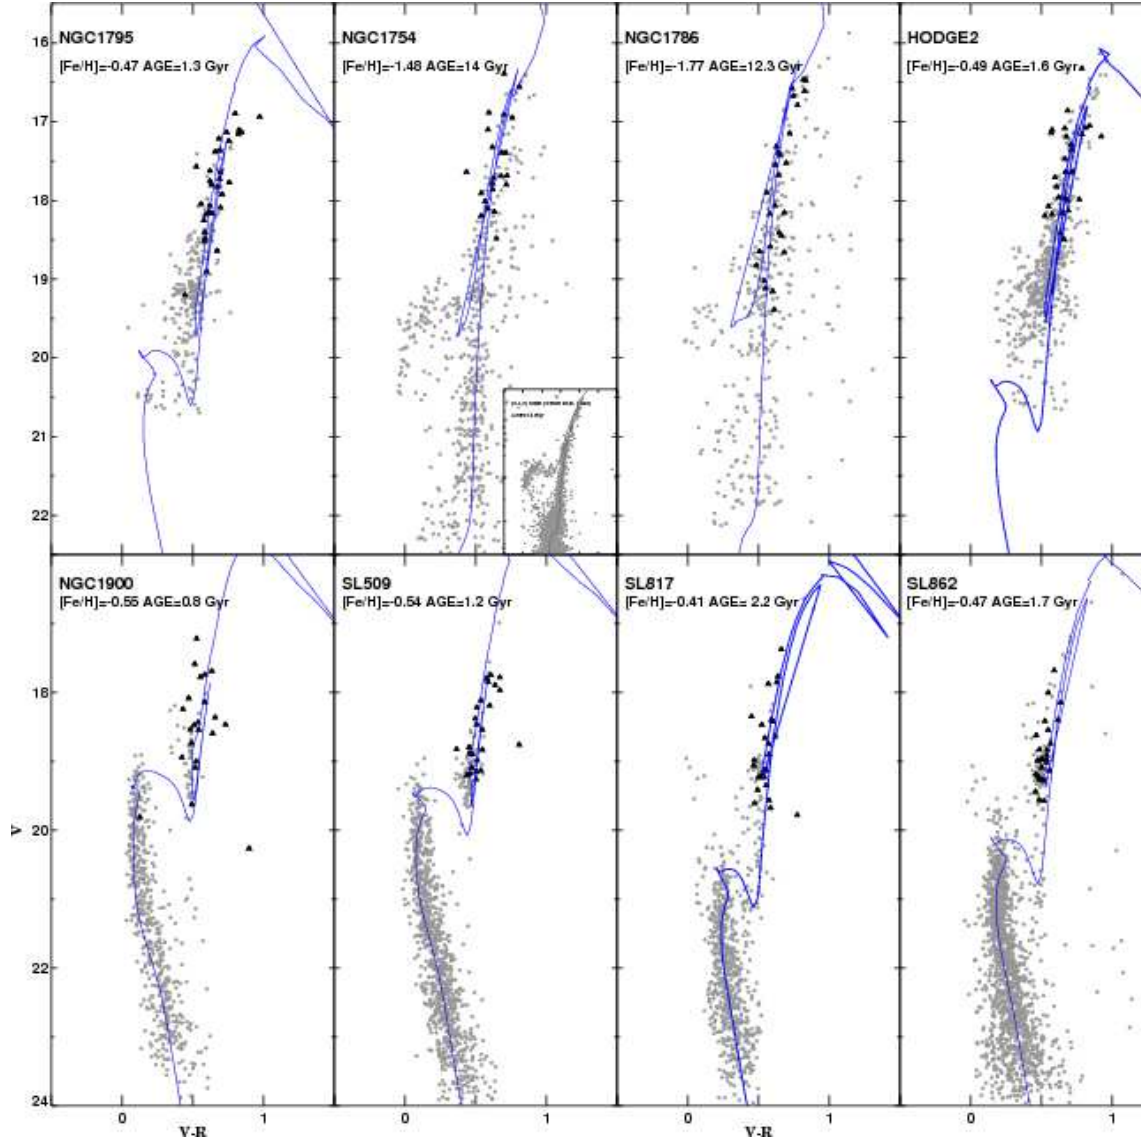 NGC1795
[Fe/H]=-0.47 AGE=1.3 Gyr
NGC1754
[Fe/H]=-1.48 AGE=14 Gyr
NGC1786
[Fe/H]=-1.77 AGE=12.3 Gyr
HODGE2
[Fe/H]=-0.49 AGE=1.6 Gyr
16
17
18
19
20
21
22
NGC1900
[Fe/H]=-0.55 AGE=0.8 Gyr
SL509
[Fe/H]=-0.54 AGE=1.2 Gyr
SL817
[Fe/H]=-0.41 AGE= 2.2 Gyr
SL862
[Fe/H]=-0.47 AGE=1.7 Gyr
18
20
22
24
V
0 1 0 1 0 1 0 1
V-R V-R